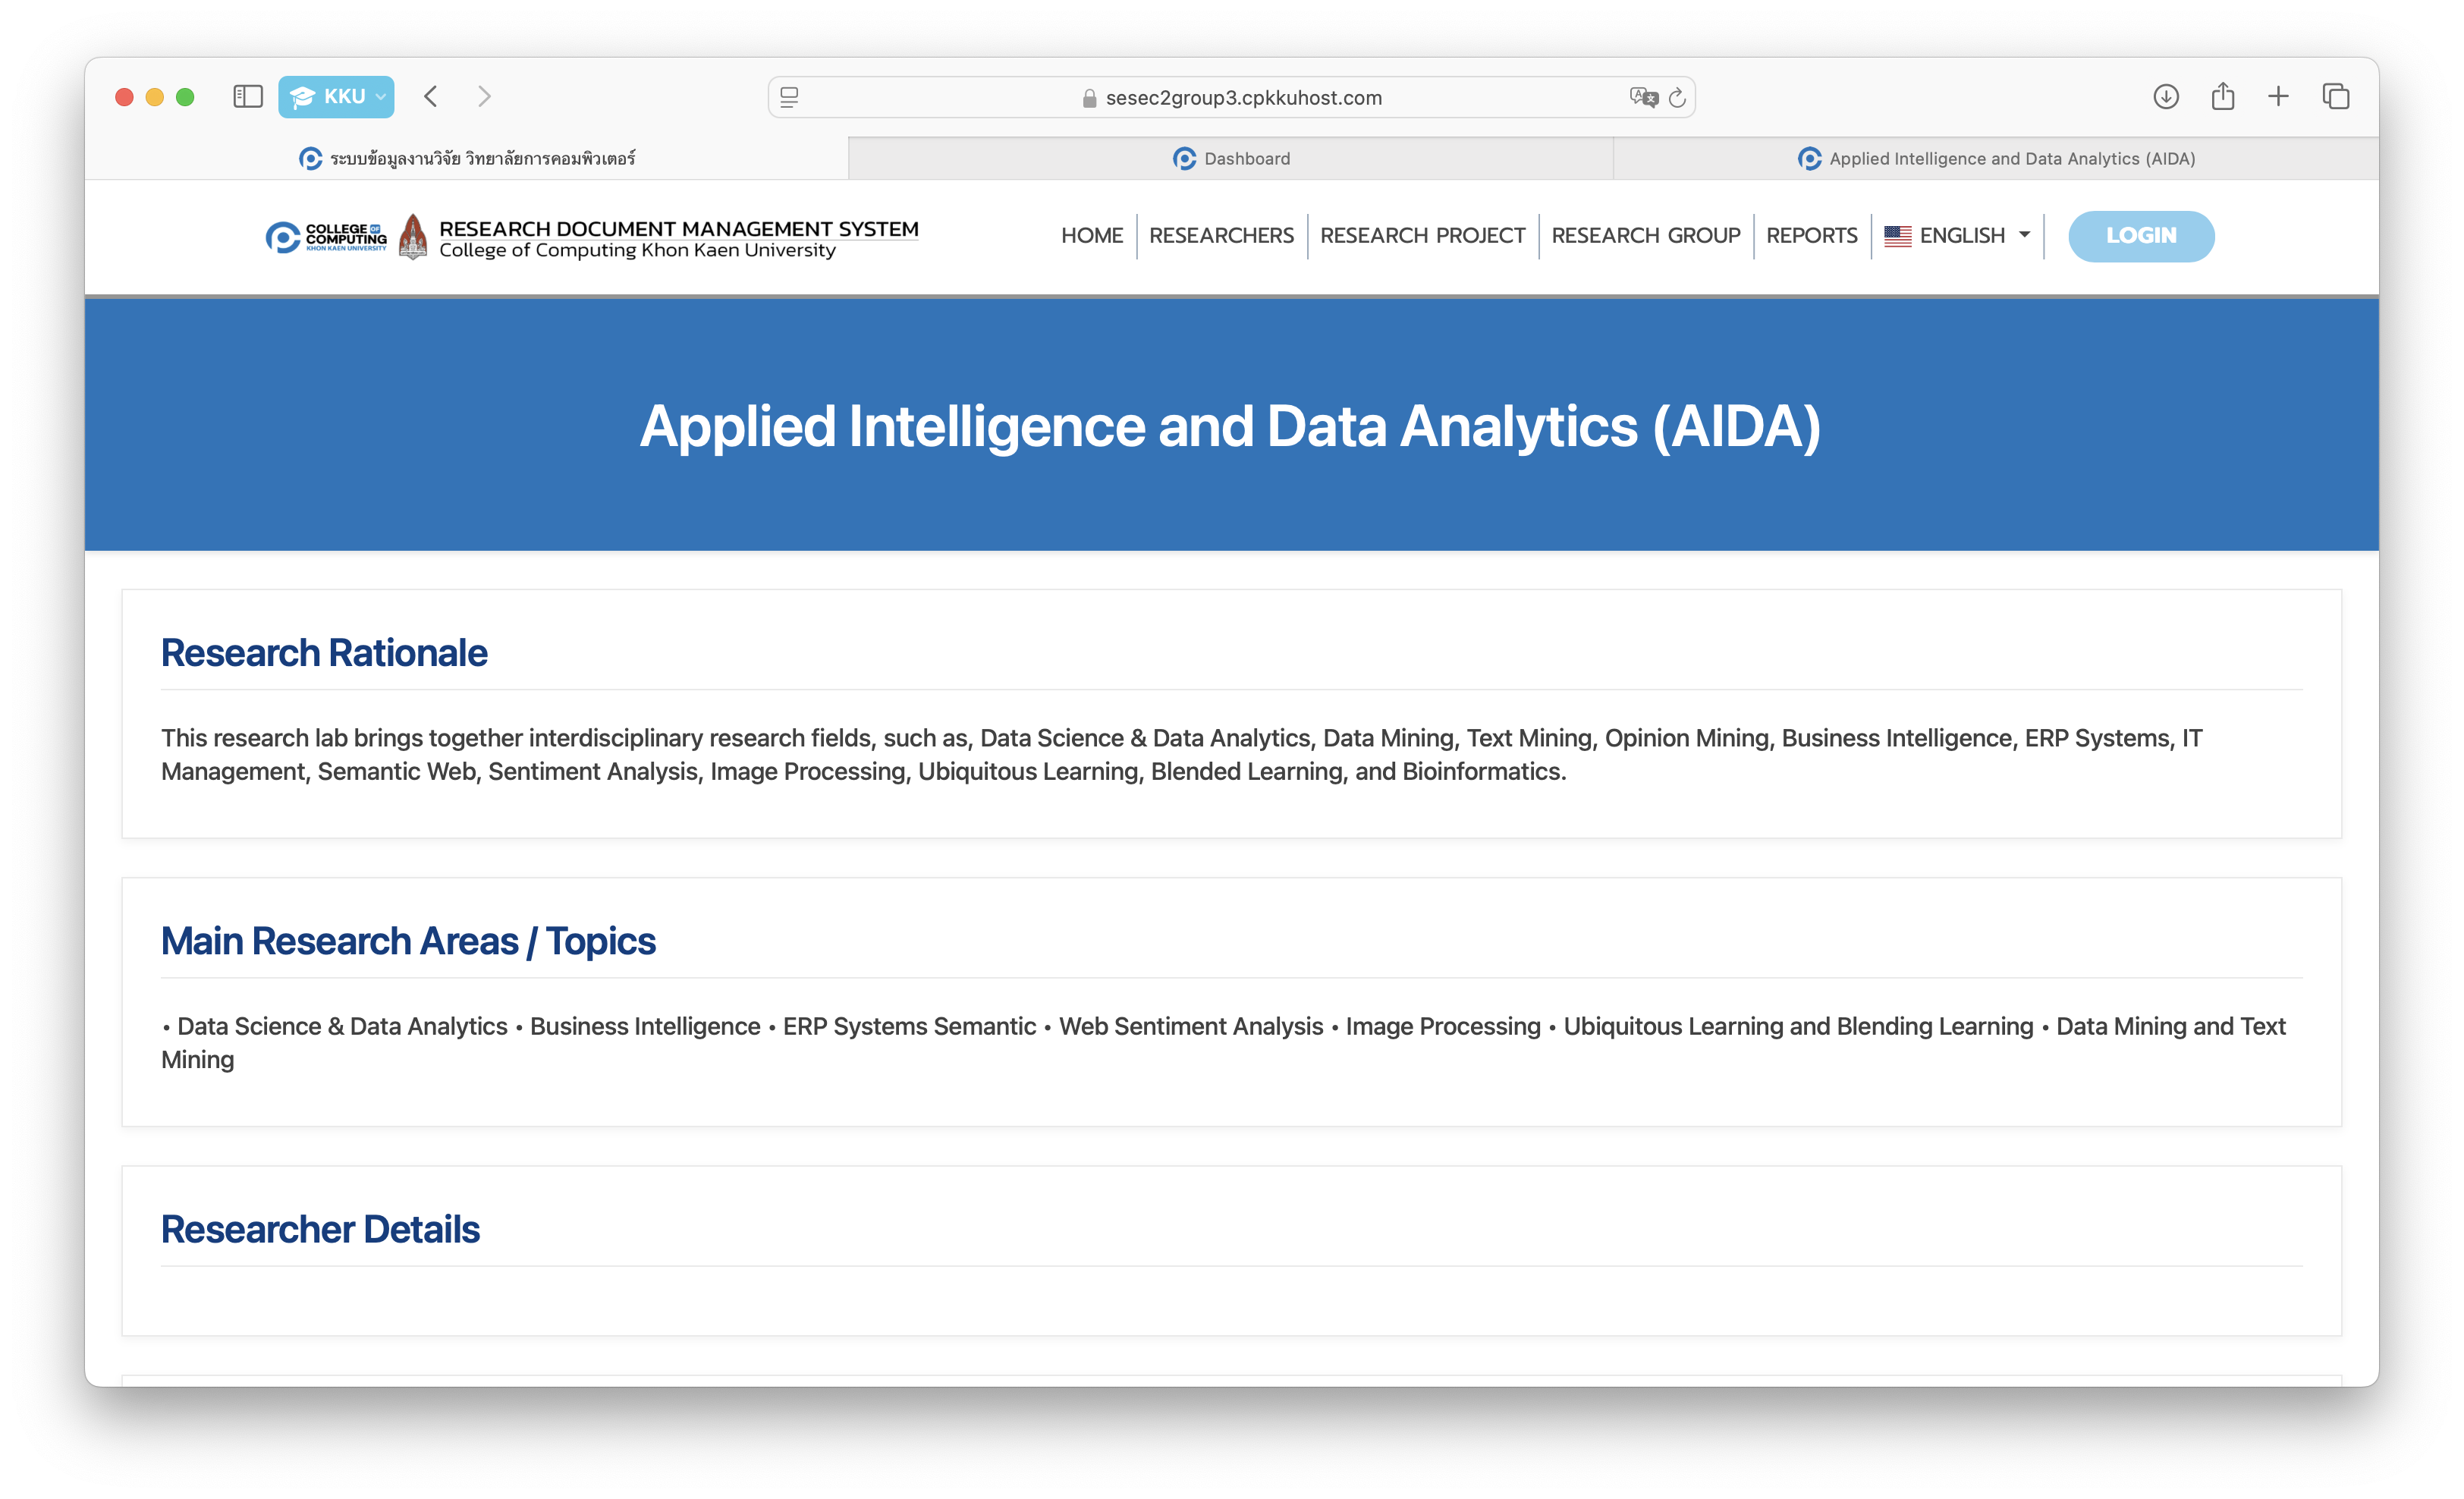 KKU
sesec2group3.cpkkuhost.com
ระบบข้อมูลงานวิจัย วิทยาลัยการคอมพิวเตอร์
Dashboard
Applied Intelligence and Data Analytics (AIDA)
COLLEGE OF
COMPUTING
KHON KAEN UNIVERSITY
RESEARCH DOCUMENT MANAGEMENT SYSTEM
College of Computing Khon Kaen University
HOME
RESEARCHERS
RESEARCH PROJECT
RESEARCH GROUP
REPORTS
ENGLISH
LOGIN
Applied Intelligence and Data Analytics (AIDA)
Research Rationale
This research lab brings together interdisciplinary research fields, such as, Data Science & Data Analytics, Data Mining, Text Mining, Opinion Mining, Business Intelligence, ERP Systems, IT
Management, Semantic Web, Sentiment Analysis, Image Processing, Ubiquitous Learning, Blended Learning, and Bioinformatics.
Main Research Areas / Topics
• Data Science & Data Analytics • Business Intelligence • ERP Systems Semantic • Web Sentiment Analysis • Image Processing • Ubiquitous Learning and Blending Learning • Data Mining and Text
Mining
Researcher Details